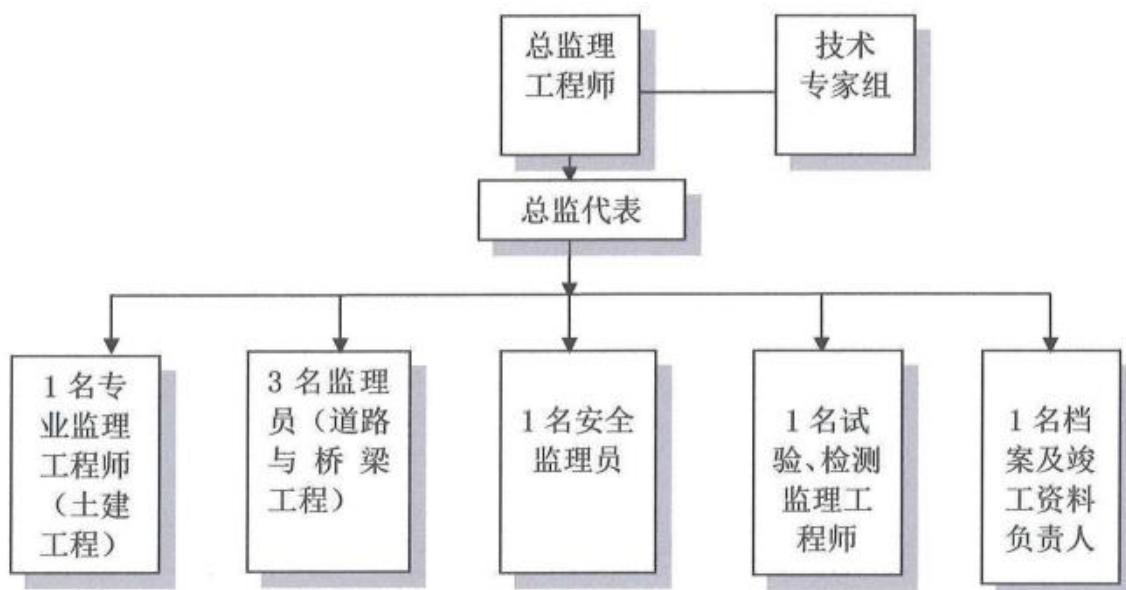 总监理
工程师
技术
专家组
总监代表
1 名专
业监理
工程师
（土建
工程）
3 名监理
员（道路
与 桥 梁
工程）
1 名安全
监理员
1 名试
验、检测
监理工
程师
1 名档
案及竣
工资料
负责人